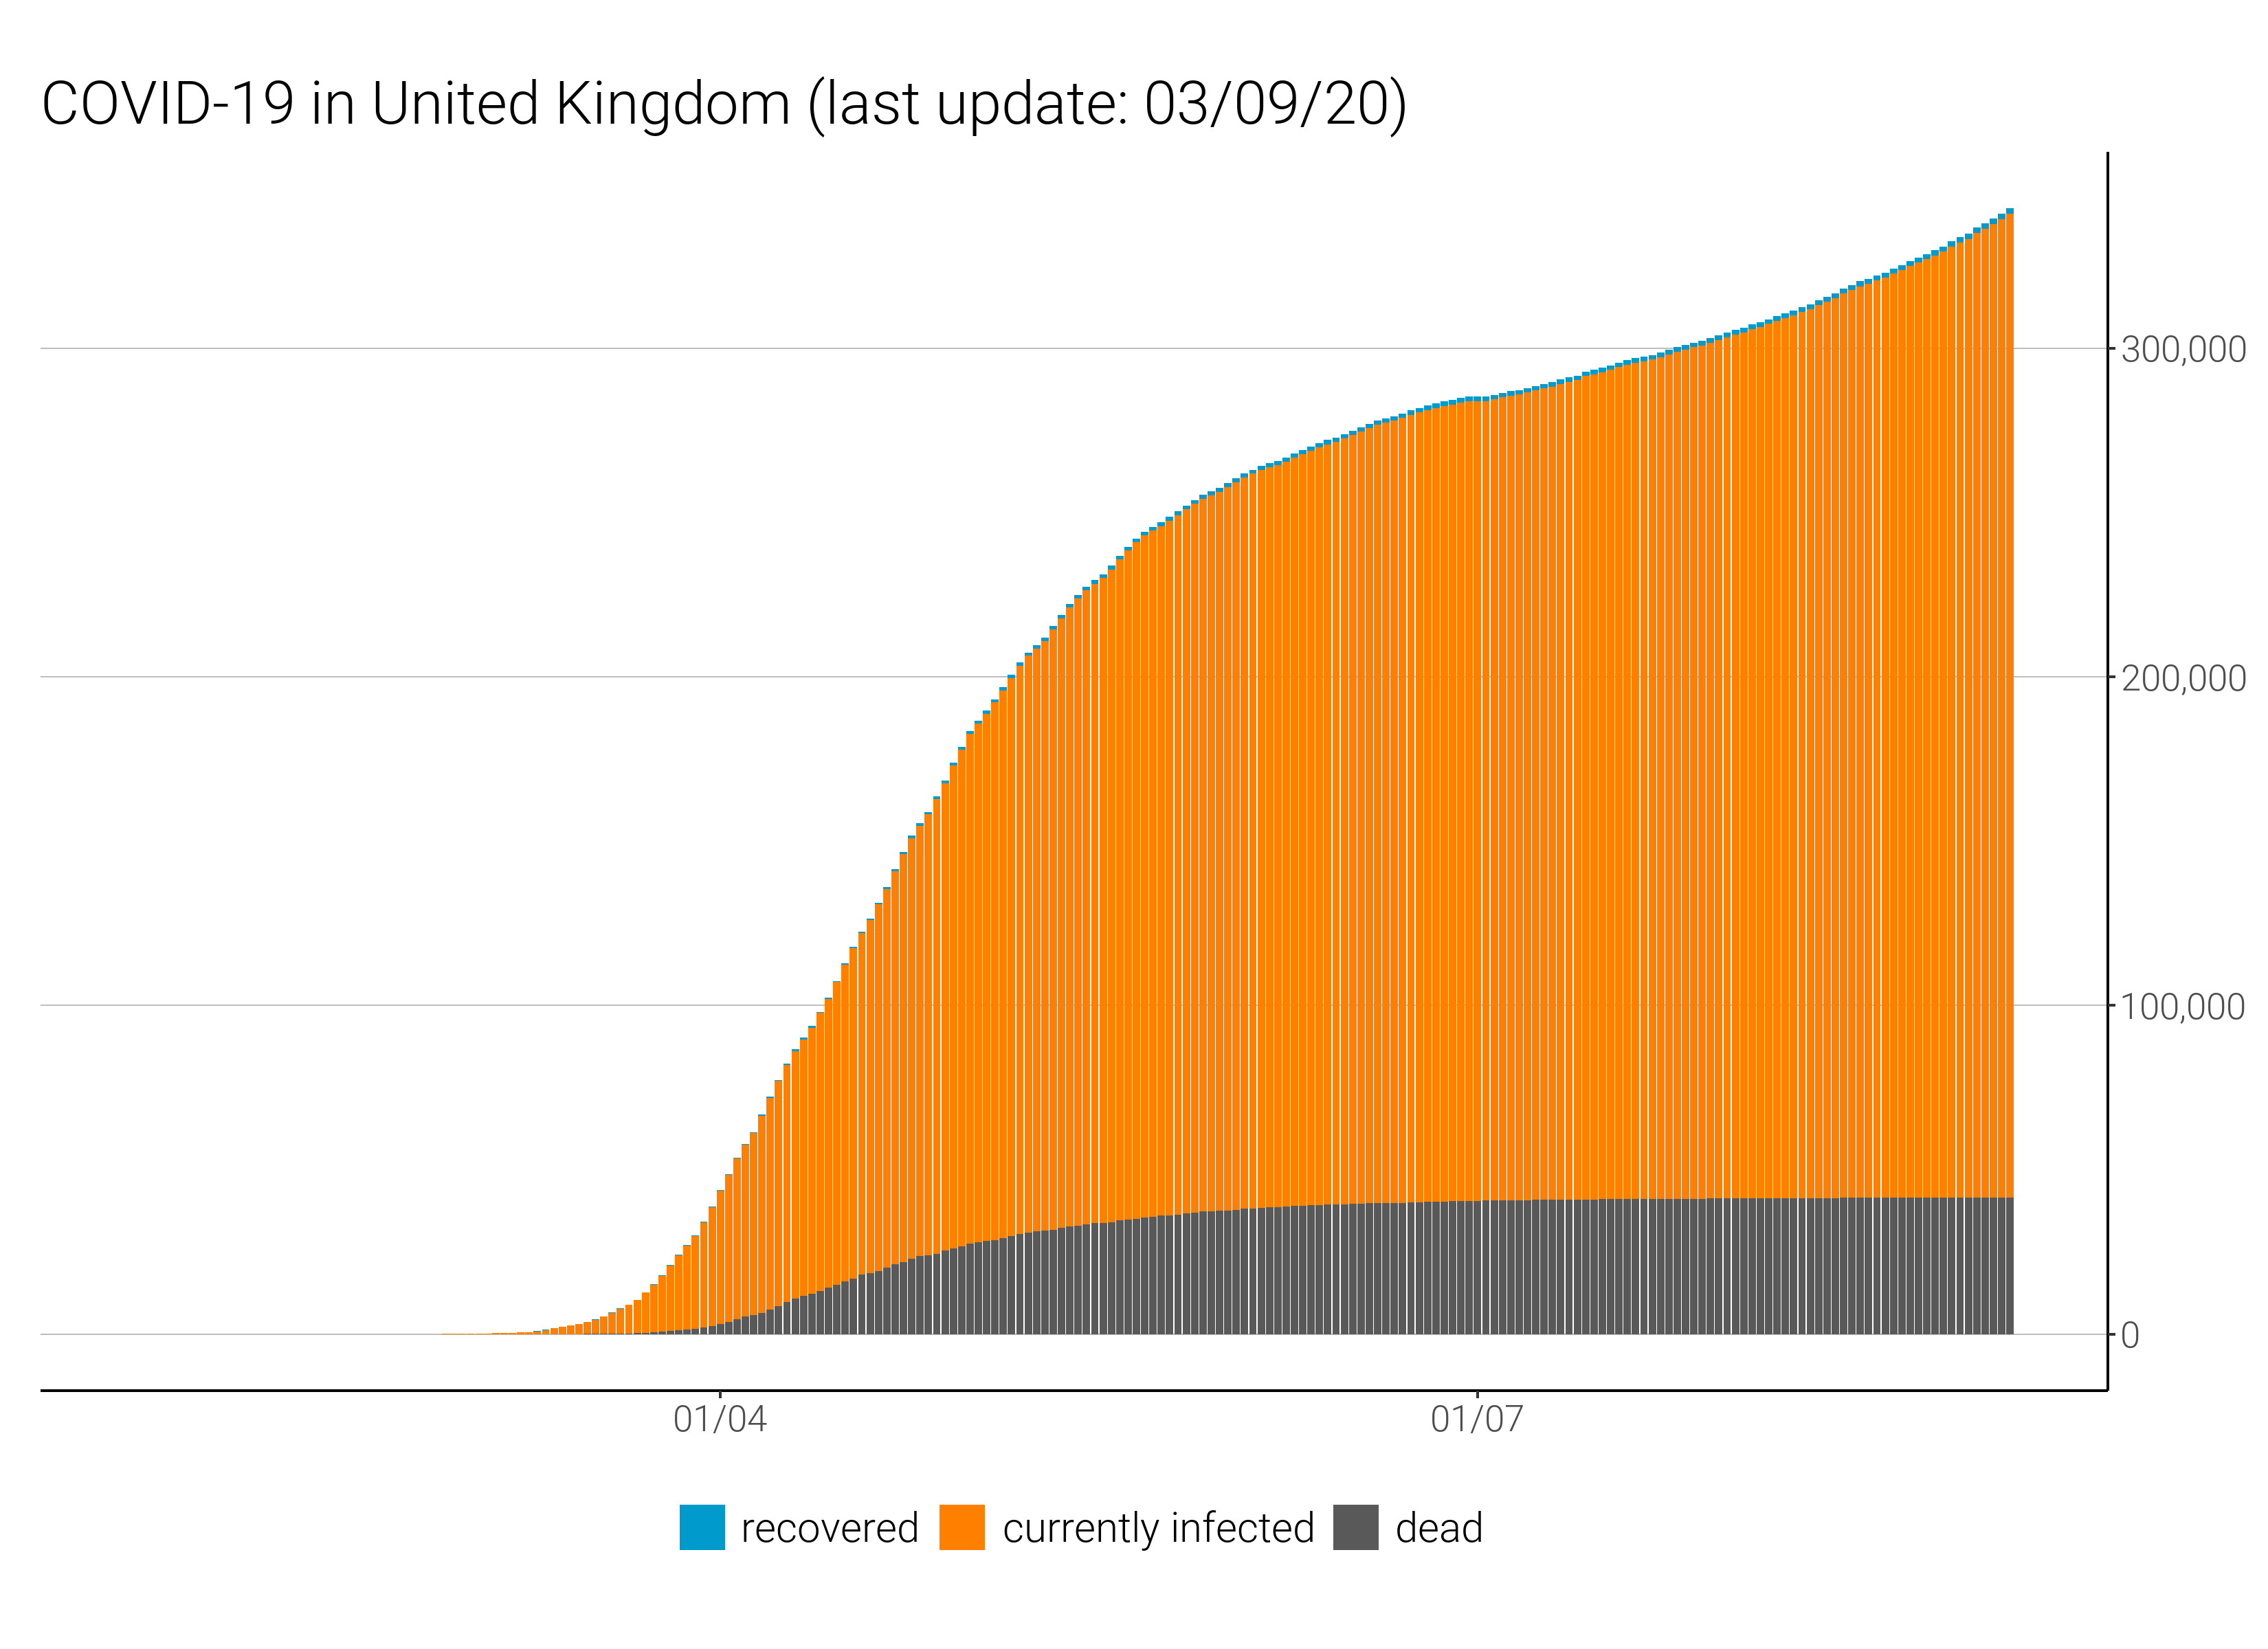 COVID-19 in United Kingdom (last update: 03/09/20)
300,000
200,000
100,000
0
01/04 01/07
recovered currently infected dead